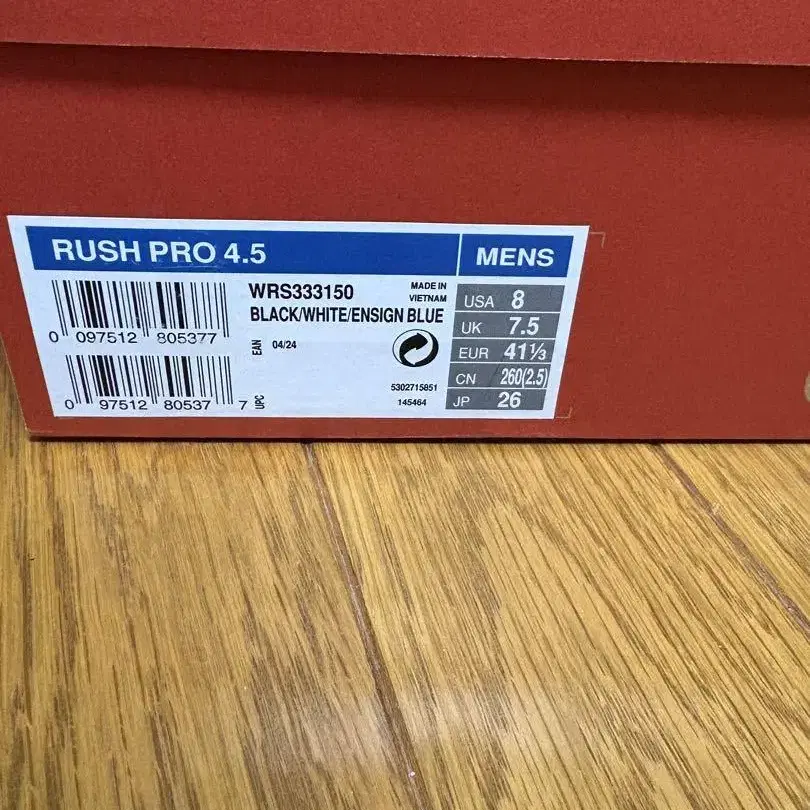 RUSH PRO 4.5
MENS
WRS333150
MADE IN
VIETNAM
BLACK/WHITE/ENSIGN BLUE
0 097512 805377
EAN
04/24
0 97512 80537 7
UPC
5302715851
145464
USA 8
UK 7.5
EUR 41⅓
CN 260(2.5)
JP 26